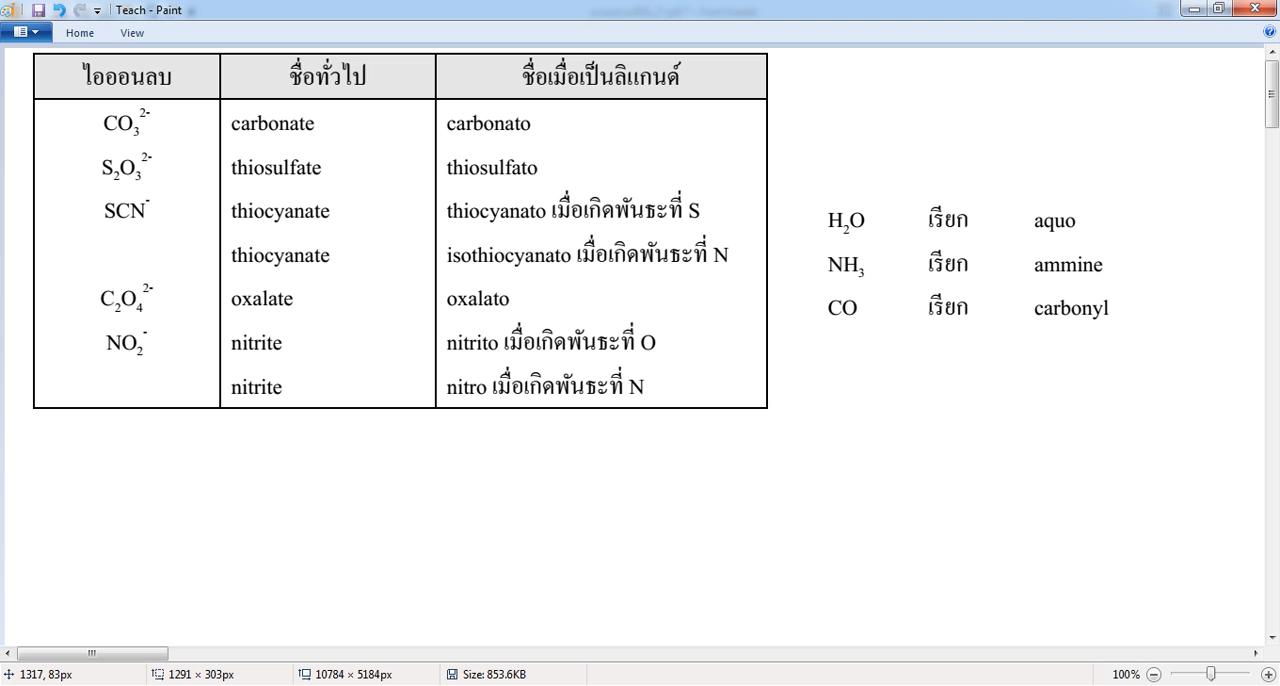 Teach - Paint
Home View
ไอออนลบ ชื่อทั่วไป ชื่อเมื่อเป็นลิแกนด์
CO₃²⁻ carbonate carbonato
S₂O₃²⁻ thiosulfate thiosulfato
SCN⁻ thiocyanate thiocyanato เมื่อเกิดพันธะที่ S
thiocyanate isothiocyanato เมื่อเกิดพันธะที่ N
C₂O₄²⁻ oxalate oxalato
NO₂⁻ nitrite nitrito เมื่อเกิดพันธะที่ O
nitrite nitro เมื่อเกิดพันธะที่ N
H₂O เรียก aquo
NH₃ เรียก ammine
CO เรียก carbonyl
1317, 83px 1291 × 303px 10784 × 5184px Size: 853.6KB 100%